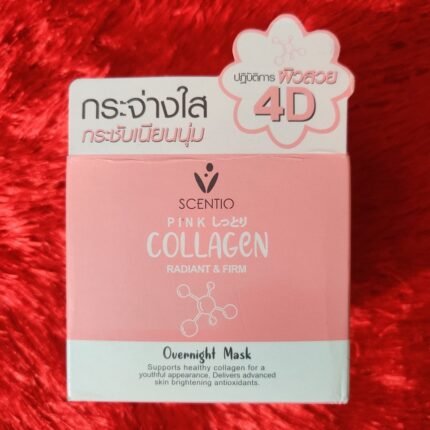 ปฏิบัติการ ผิวสวย
4D
กระจ่างใส
กระชับเนียนนุ่ม
SCENTIO
PINK しっとり
COLLAGEN
RADIANT & FIRM
Overnight Mask
Supports healthy collagen for a
youthful appearance. Delivers advanced
skin brightening antioxidants.